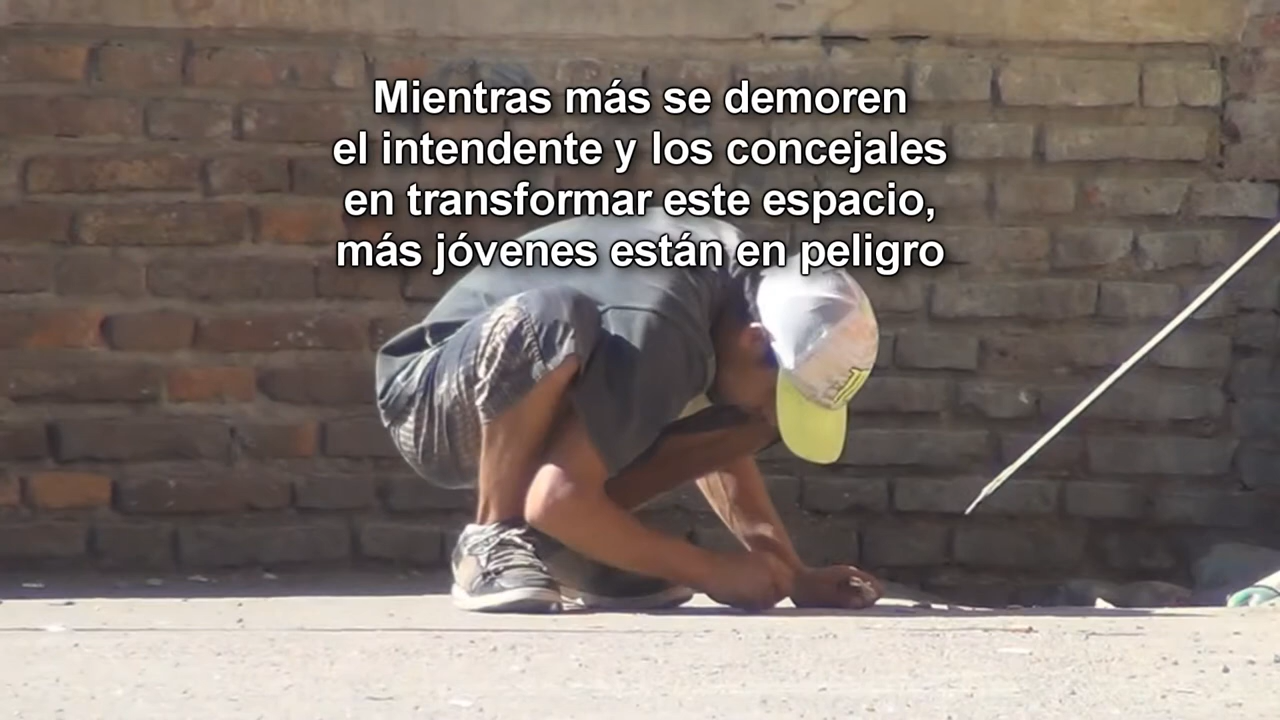 Mientras más se demoren
el intendente y los concejales
en transformar este espacio,
más jóvenes están en peligro